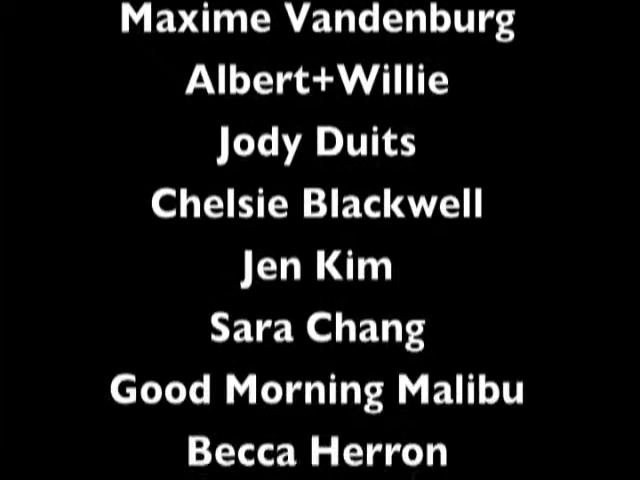 Maxime Vandenburg
Albert+Willie
Jody Duits
Chelsie Blackwell
Jen Kim
Sara Chang
Good Morning Malibu
Becca Herron